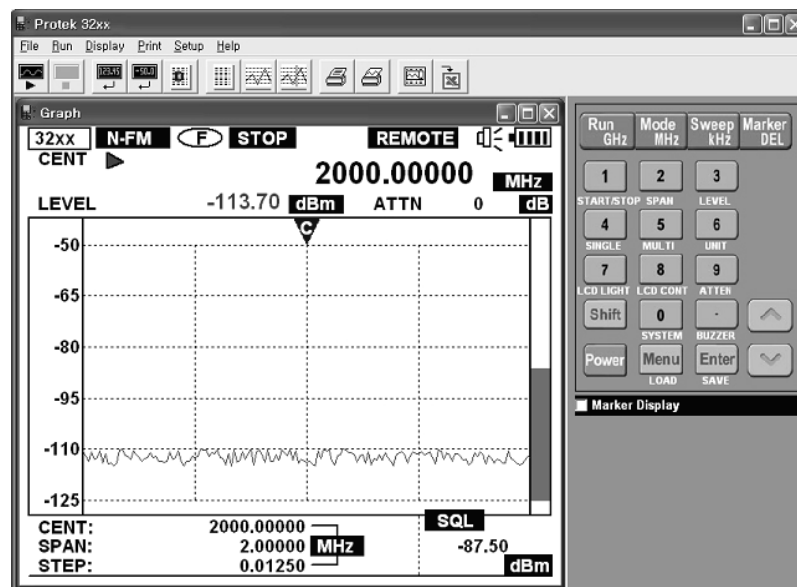 Protek 32xx
File Run Display Print Setup Help
123.45 -50.0
Graph
32xx N-FM F STOP REMOTE
CENT
2000.00000 MHz
LEVEL -113.70 dBm ATTN 0 dB
C
-50
-65
-80
-95
-110
-125
CENT: 2000.00000
SPAN: 2.00000 MHz
STEP: 0.01250
SQL
-87.50
dBm
Run GHz Mode MHz Sweep kHz Marker DEL
1 2 3
START/STOP SPAN LEVEL
4 5 6
SINGLE MULTI UNIT
7 8 9
LCD LIGHT LCD CONT ATTEN
Shift 0 .
SYSTEM BUZZER
Power Menu Enter
LOAD SAVE
Marker Display